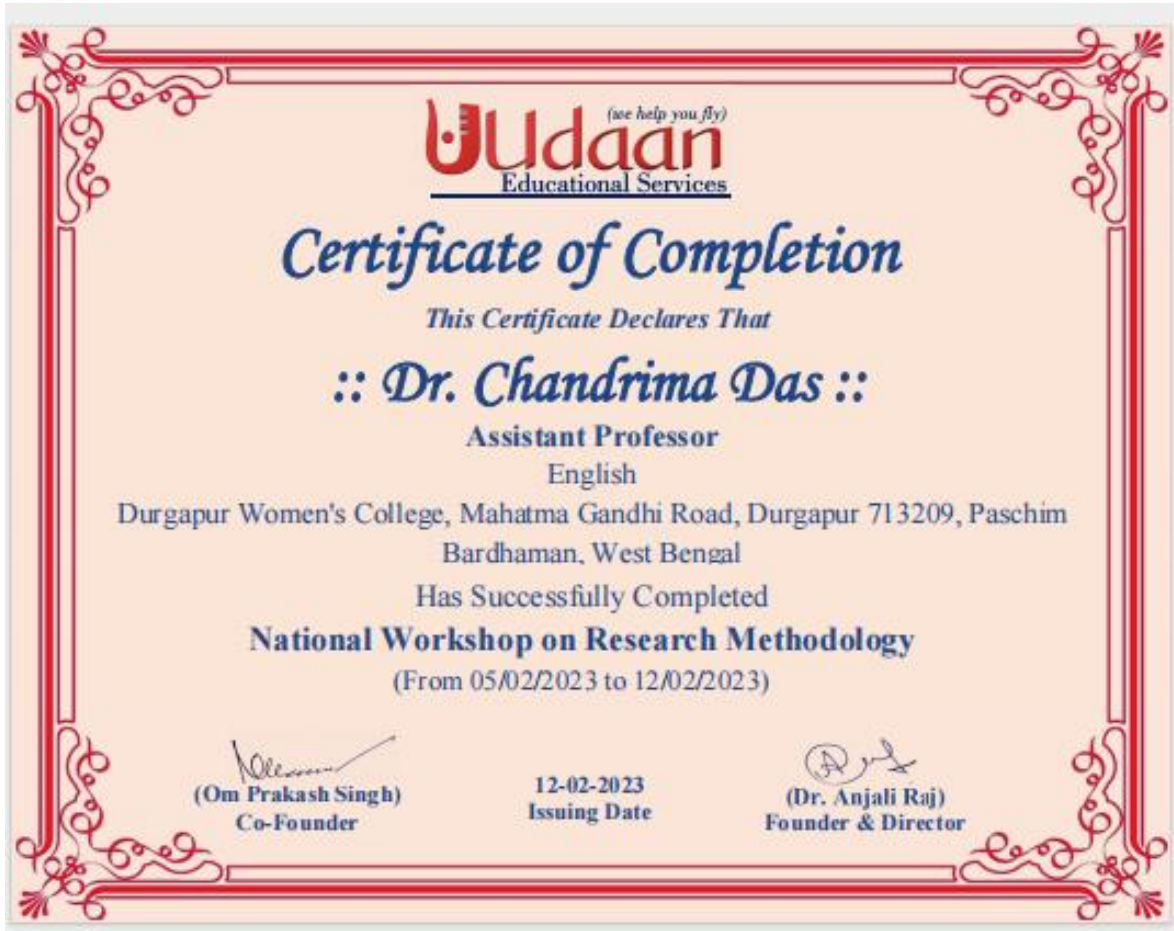 (we help you fly)
Udaan
Educational Services
Certificate of Completion
This Certificate Declares That
:: Dr. Chandrima Das ::
Assistant Professor
English
Durgapur Women's College, Mahatma Gandhi Road, Durgapur 713209, Paschim
Bardhaman, West Bengal
Has Successfully Completed
National Workshop on Research Methodology
(From 05/02/2023 to 12/02/2023)
(Om Prakash Singh)
Co-Founder
12-02-2023
Issuing Date
(Dr. Anjali Raj)
Founder & Director